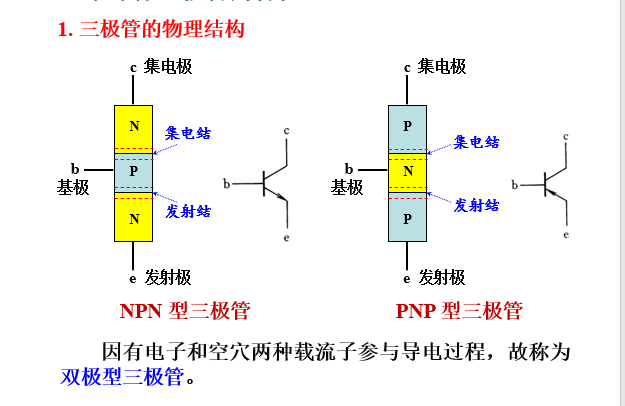 1. 三极管的物理结构
c 集电极
c 集电极
N
集电结
c
P
集电结
c
b
基极
P
b
b
基极
N
b
N
发射结
e
P
发射结
e
e 发射极
e 发射极
NPN 型三极管
PNP 型三极管
因有电子和空穴两种载流子参与导电过程，故称为
双极型三极管。